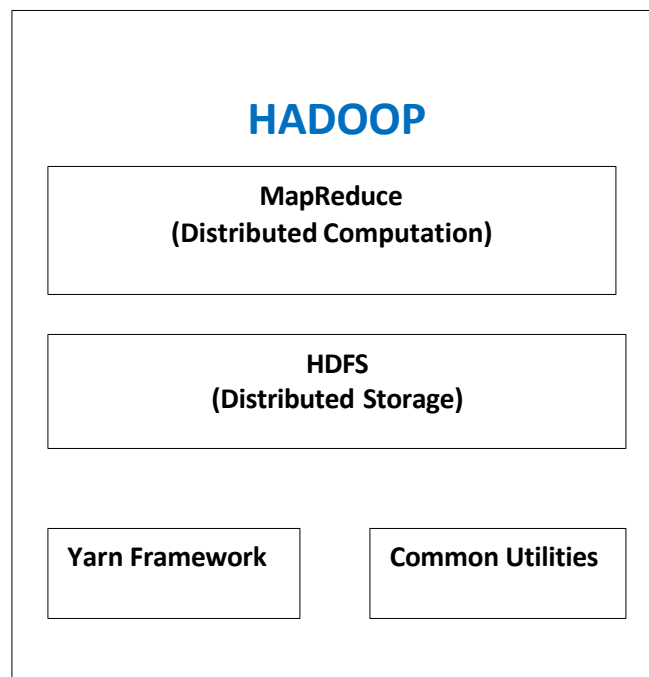 HADOOP
MapReduce
(Distributed Computation)
HDFS
(Distributed Storage)
Yarn Framework
Common Utilities